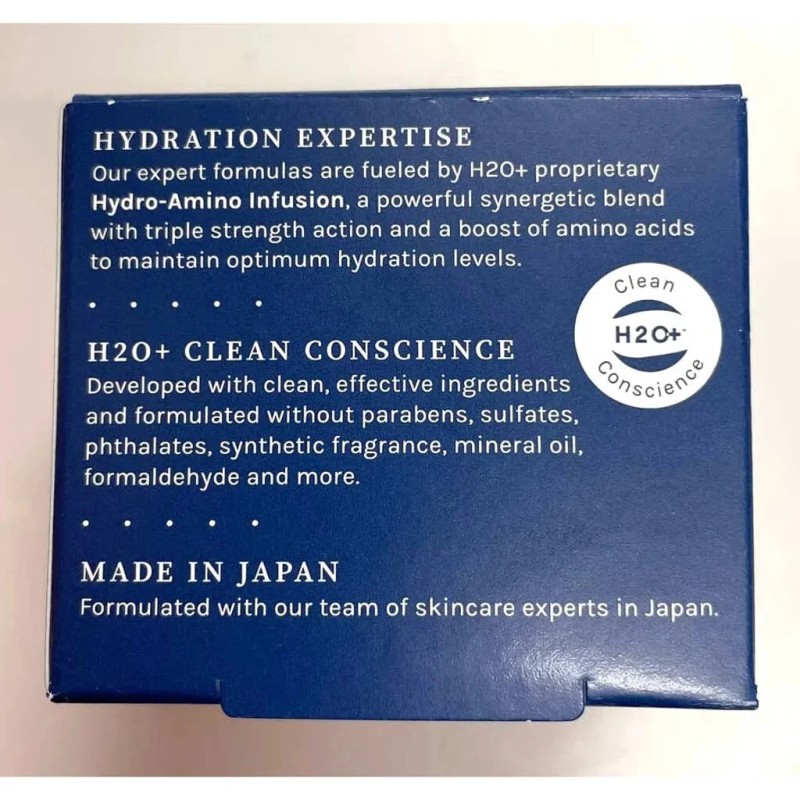 HYDRATION EXPERTISE
Our expert formulas are fueled by H2O+ proprietary
Hydro-Amino Infusion, a powerful synergetic blend
with triple strength action and a boost of amino acids
to maintain optimum hydration levels.
Clean
H2O+
Conscience
H2O+ CLEAN CONSCIENCE
Developed with clean, effective ingredients
and formulated without parabens, sulfates,
phthalates, synthetic fragrance, mineral oil,
formaldehyde and more.
MADE IN JAPAN
Formulated with our team of skincare experts in Japan.